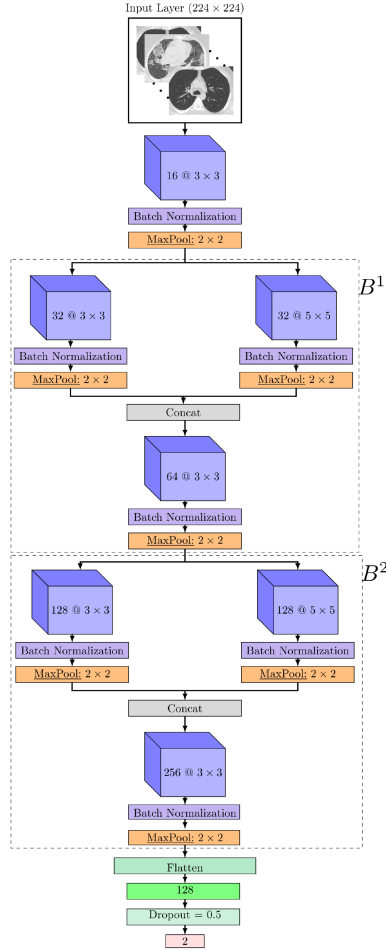 Input Layer (224 × 224)
16 @ 3 × 3
Batch Normalization
MaxPool: 2 × 2
B¹
32 @ 3 × 3
32 @ 5 × 5
Batch Normalization
Batch Normalization
MaxPool: 2 × 2
MaxPool: 2 × 2
Concat
64 @ 3 × 3
Batch Normalization
MaxPool: 2 × 2
B²
128 @ 3 × 3
128 @ 5 × 5
Batch Normalization
Batch Normalization
MaxPool: 2 × 2
MaxPool: 2 × 2
Concat
256 @ 3 × 3
Batch Normalization
MaxPool: 2 × 2
Flatten
128
Dropout = 0.5
2